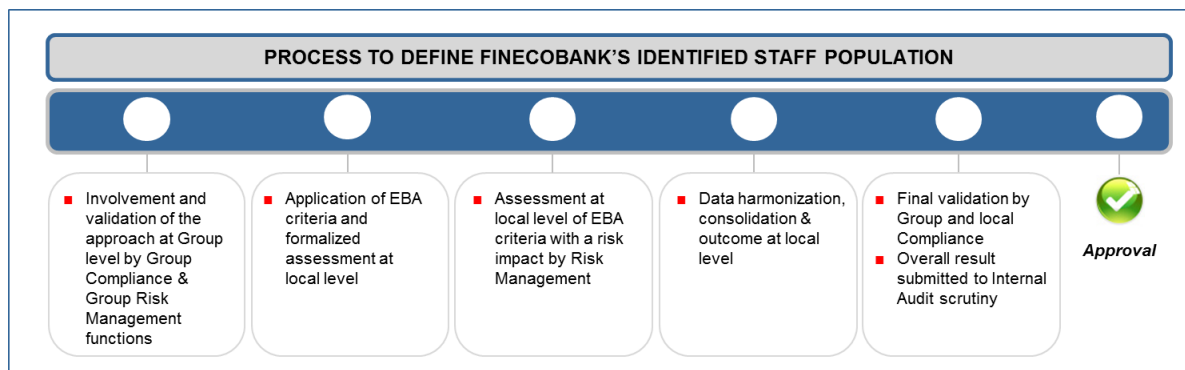 PROCESS TO DEFINE FINECOBANK'S IDENTIFIED STAFF POPULATION
Involvement and
validation of the
approach at Group
level by Group
Compliance &
Group Risk
Management
functions
Application of EBA
criteria and
formalized
assessment at
local level
Assessment at
local level of EBA
criteria with a risk
impact by Risk
Management
Data harmonization,
consolidation &
outcome at local
level
Final validation by
Group and local
Compliance
Overall result
submitted to Internal
Audit scrutiny
Approval